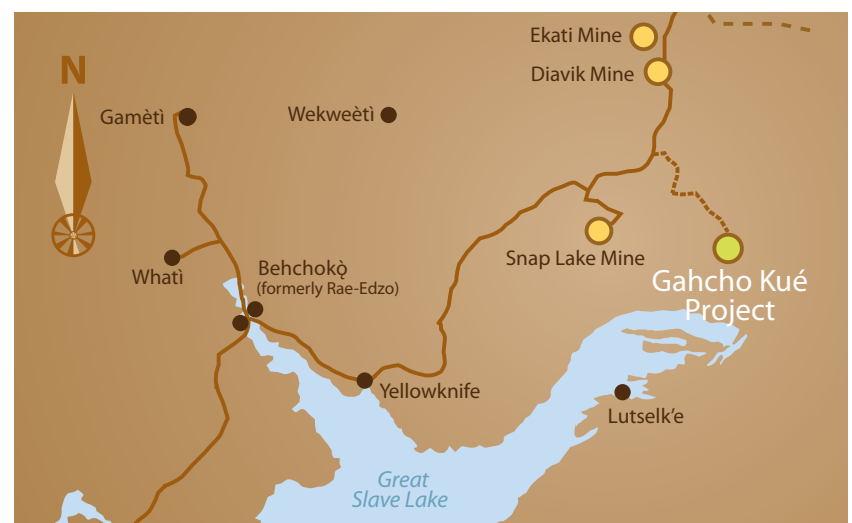 Ekati Mine
N
Diavik Mine
Gamètì
Wekweètì
Whatì
Behchokǫ̀
(formerly Rae-Edzo)
Snap Lake Mine
Gahcho Kué
Project
Yellowknife
Lutselk'e
Great
Slave Lake